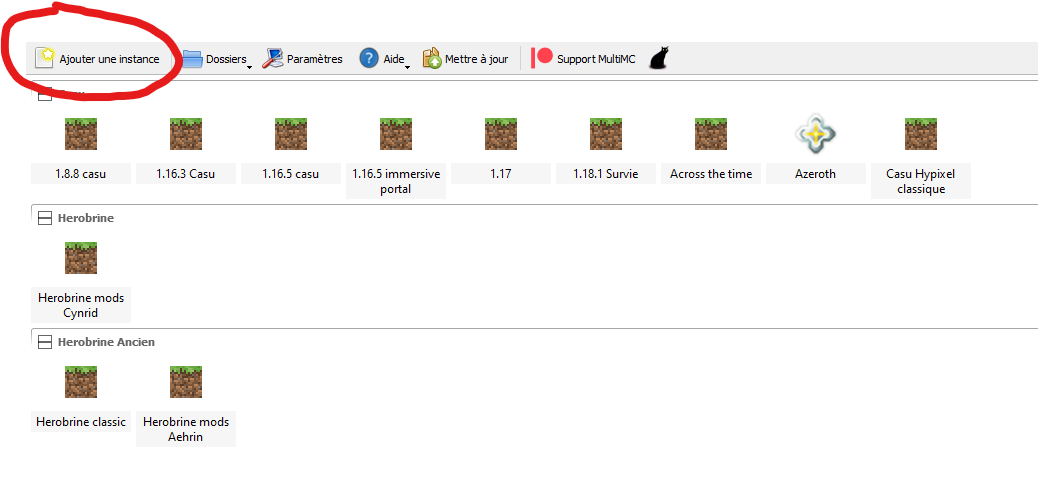 Ajouter une instance Dossiers Paramètres Aide Mettre à jour Support MultiMC
1.8.8 casu 1.16.3 Casu 1.16.5 casu 1.16.5 immersive portal 1.17 1.18.1 Survie Across the time Azeroth Casu Hypixel classique
Herobrine
Herobrine mods
Cynrid
Herobrine Ancien
Herobrine classic Herobrine mods Aehrin